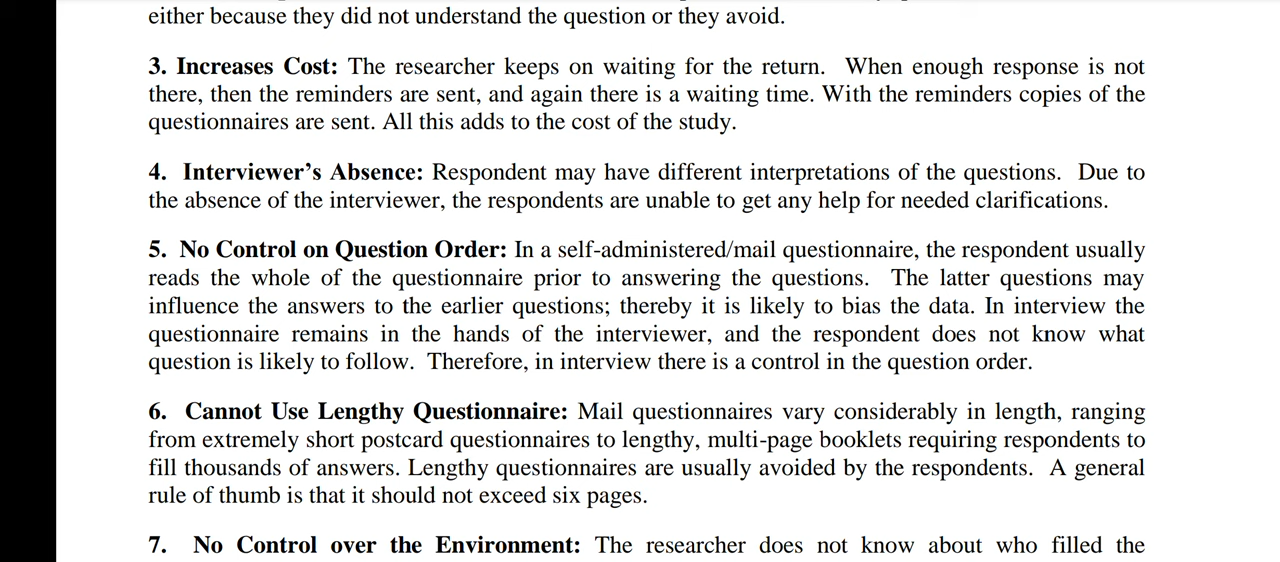 either because they did not understand the question or they avoid.
3. Increases Cost: The researcher keeps on waiting for the return. When enough response is not
there, then the reminders are sent, and again there is a waiting time. With the reminders copies of the
questionnaires are sent. All this adds to the cost of the study.
4. Interviewer’s Absence: Respondent may have different interpretations of the questions. Due to
the absence of the interviewer, the respondents are unable to get any help for needed clarifications.
5. No Control on Question Order: In a self-administered/mail questionnaire, the respondent usually
reads the whole of the questionnaire prior to answering the questions. The latter questions may
influence the answers to the earlier questions; thereby it is likely to bias the data. In interview the
questionnaire remains in the hands of the interviewer, and the respondent does not know what
question is likely to follow. Therefore, in interview there is a control in the question order.
6. Cannot Use Lengthy Questionnaire: Mail questionnaires vary considerably in length, ranging
from extremely short postcard questionnaires to lengthy, multi-page booklets requiring respondents to
fill thousands of answers. Lengthy questionnaires are usually avoided by the respondents. A general
rule of thumb is that it should not exceed six pages.
7. No Control over the Environment: The researcher does not know about who filled the